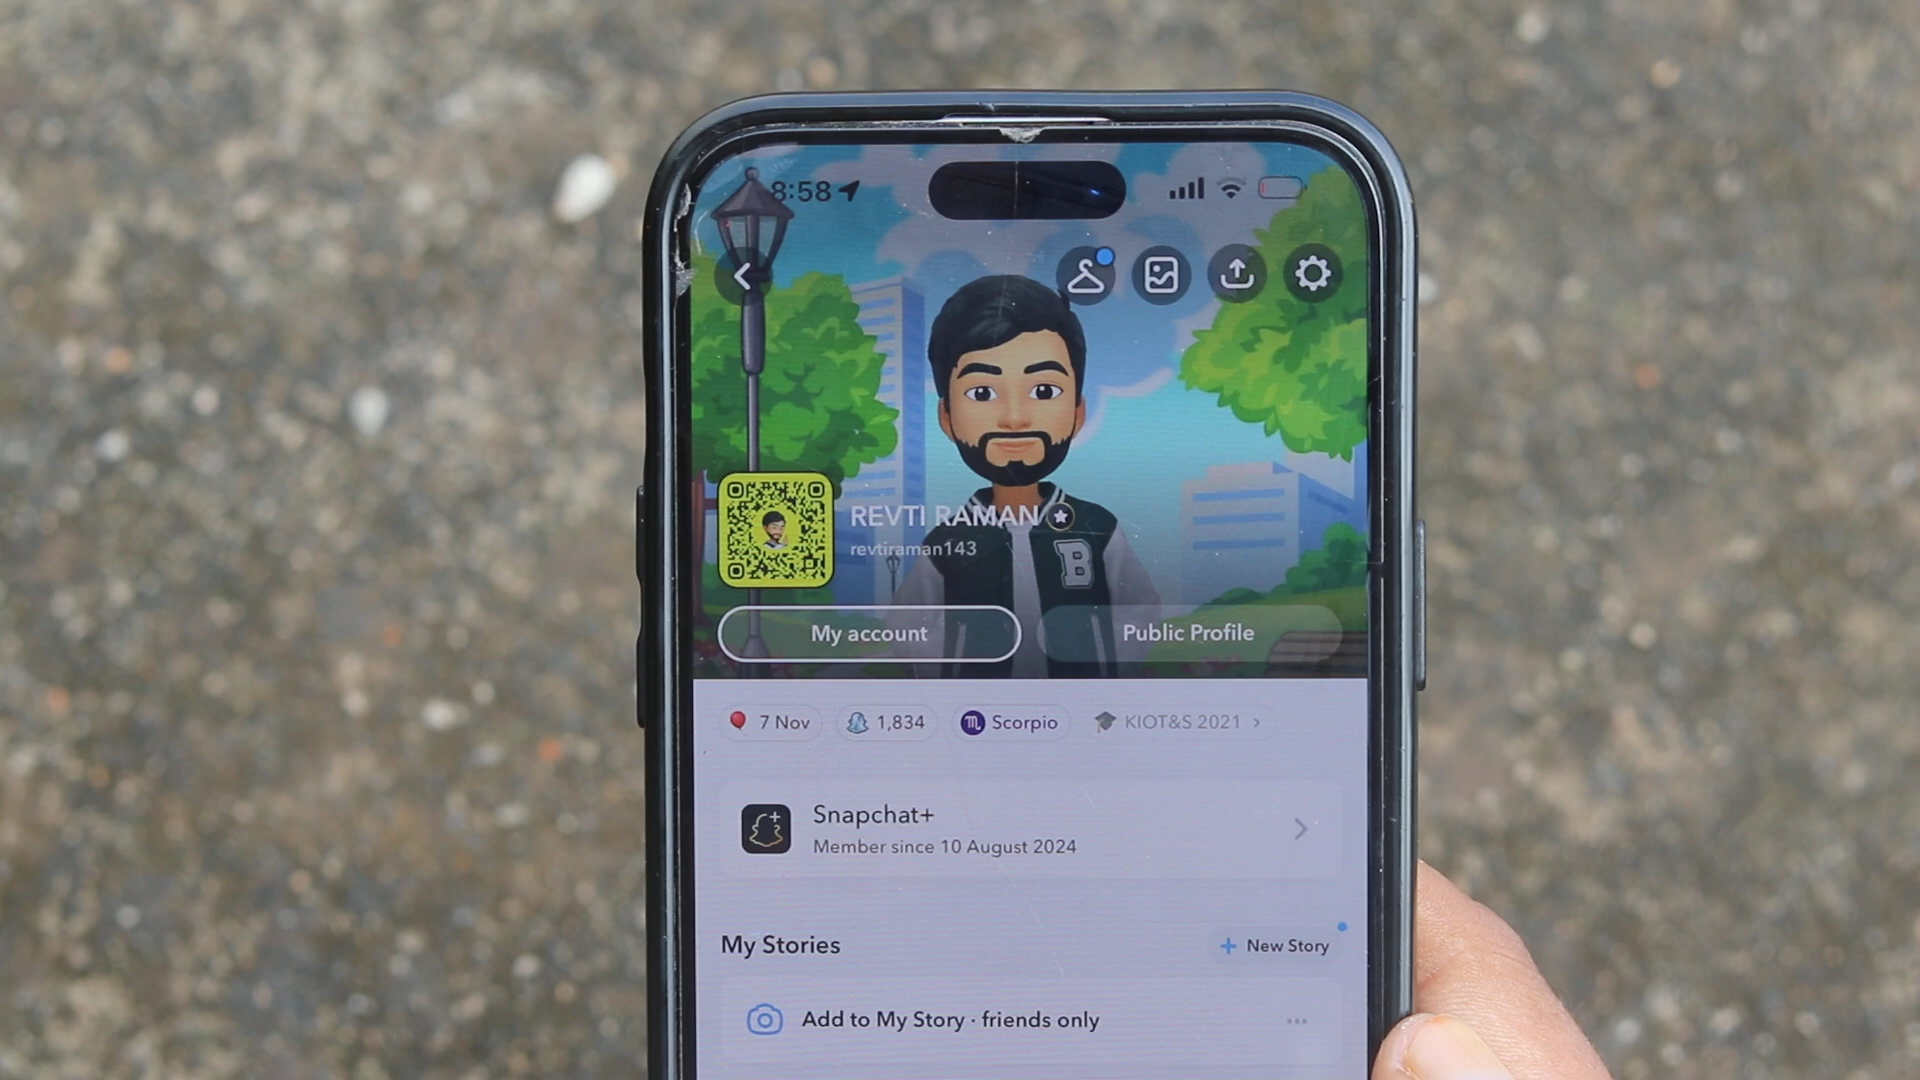 8:58
REVTI RAMAN
revtiraman143
B
My account
Public Profile
7 Nov
1,834
Scorpio
KIOT&S 2021 >
Snapchat+
Member since 10 August 2024
My Stories
+ New Story
Add to My Story · friends only